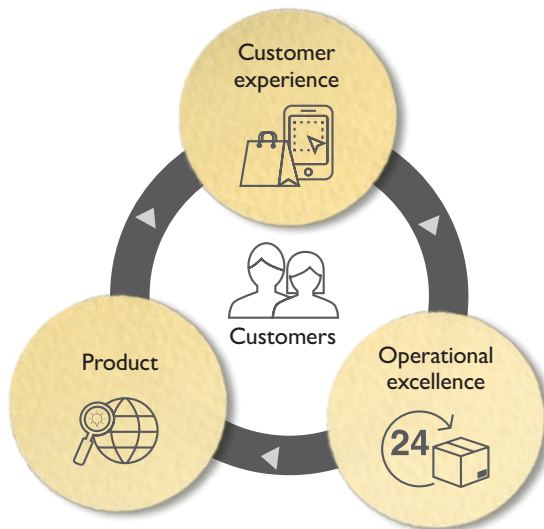 Customer
experience
Customers
Product
Operational
excellence
24